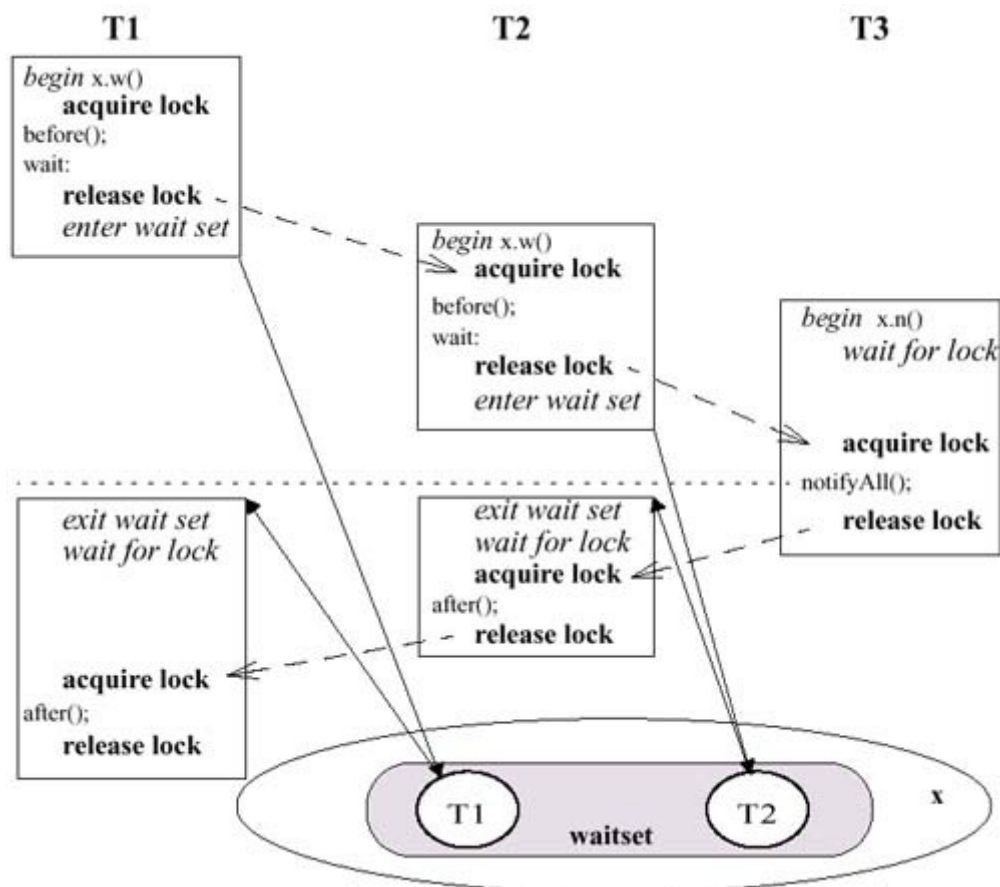 T1
T2
T3
begin x.w()
acquire lock
before();
wait:
release lock
enter wait set
begin x.w()
acquire lock
before();
wait:
release lock
enter wait set
begin x.n()
wait for lock
acquire lock
notifyAll();
release lock
exit wait set
wait for lock
acquire lock
after();
release lock
exit wait set
wait for lock
acquire lock
after();
release lock
T1
T2
x
waitset